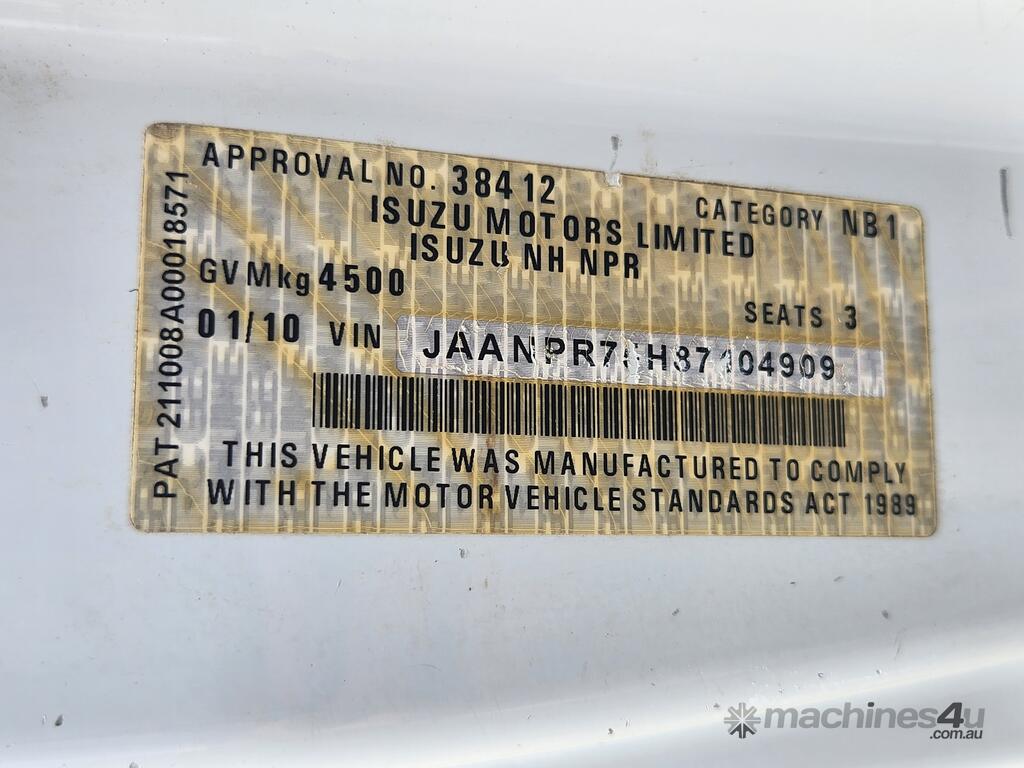 APPROVAL NO. 38412
CATEGORY NB1
ISUZU MOTORS LIMITED
ISUZU NH NPR
GVMkg 4500
SEATS 3
01/10 VIN
THIS VEHICLE WAS MANUFACTURED TO COMPLY
WITH THE MOTOR VEHICLE STANDARDS ACT 1989
PAT 211008A00018571
machines4u
.com.au